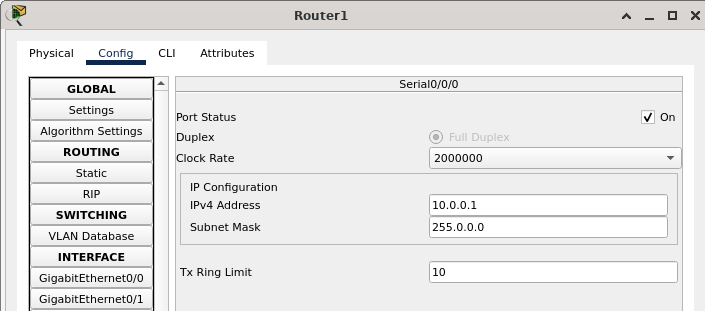 Router1
Physical Config CLI Attributes
GLOBAL
Settings
Algorithm Settings
ROUTING
Static
RIP
SWITCHING
VLAN Database
INTERFACE
GigabitEthernet0/0
GigabitEthernet0/1
Serial0/0/0
Port Status On
Duplex Full Duplex
Clock Rate 2000000
IP Configuration
IPv4 Address 10.0.0.1
Subnet Mask 255.0.0.0
Tx Ring Limit 10